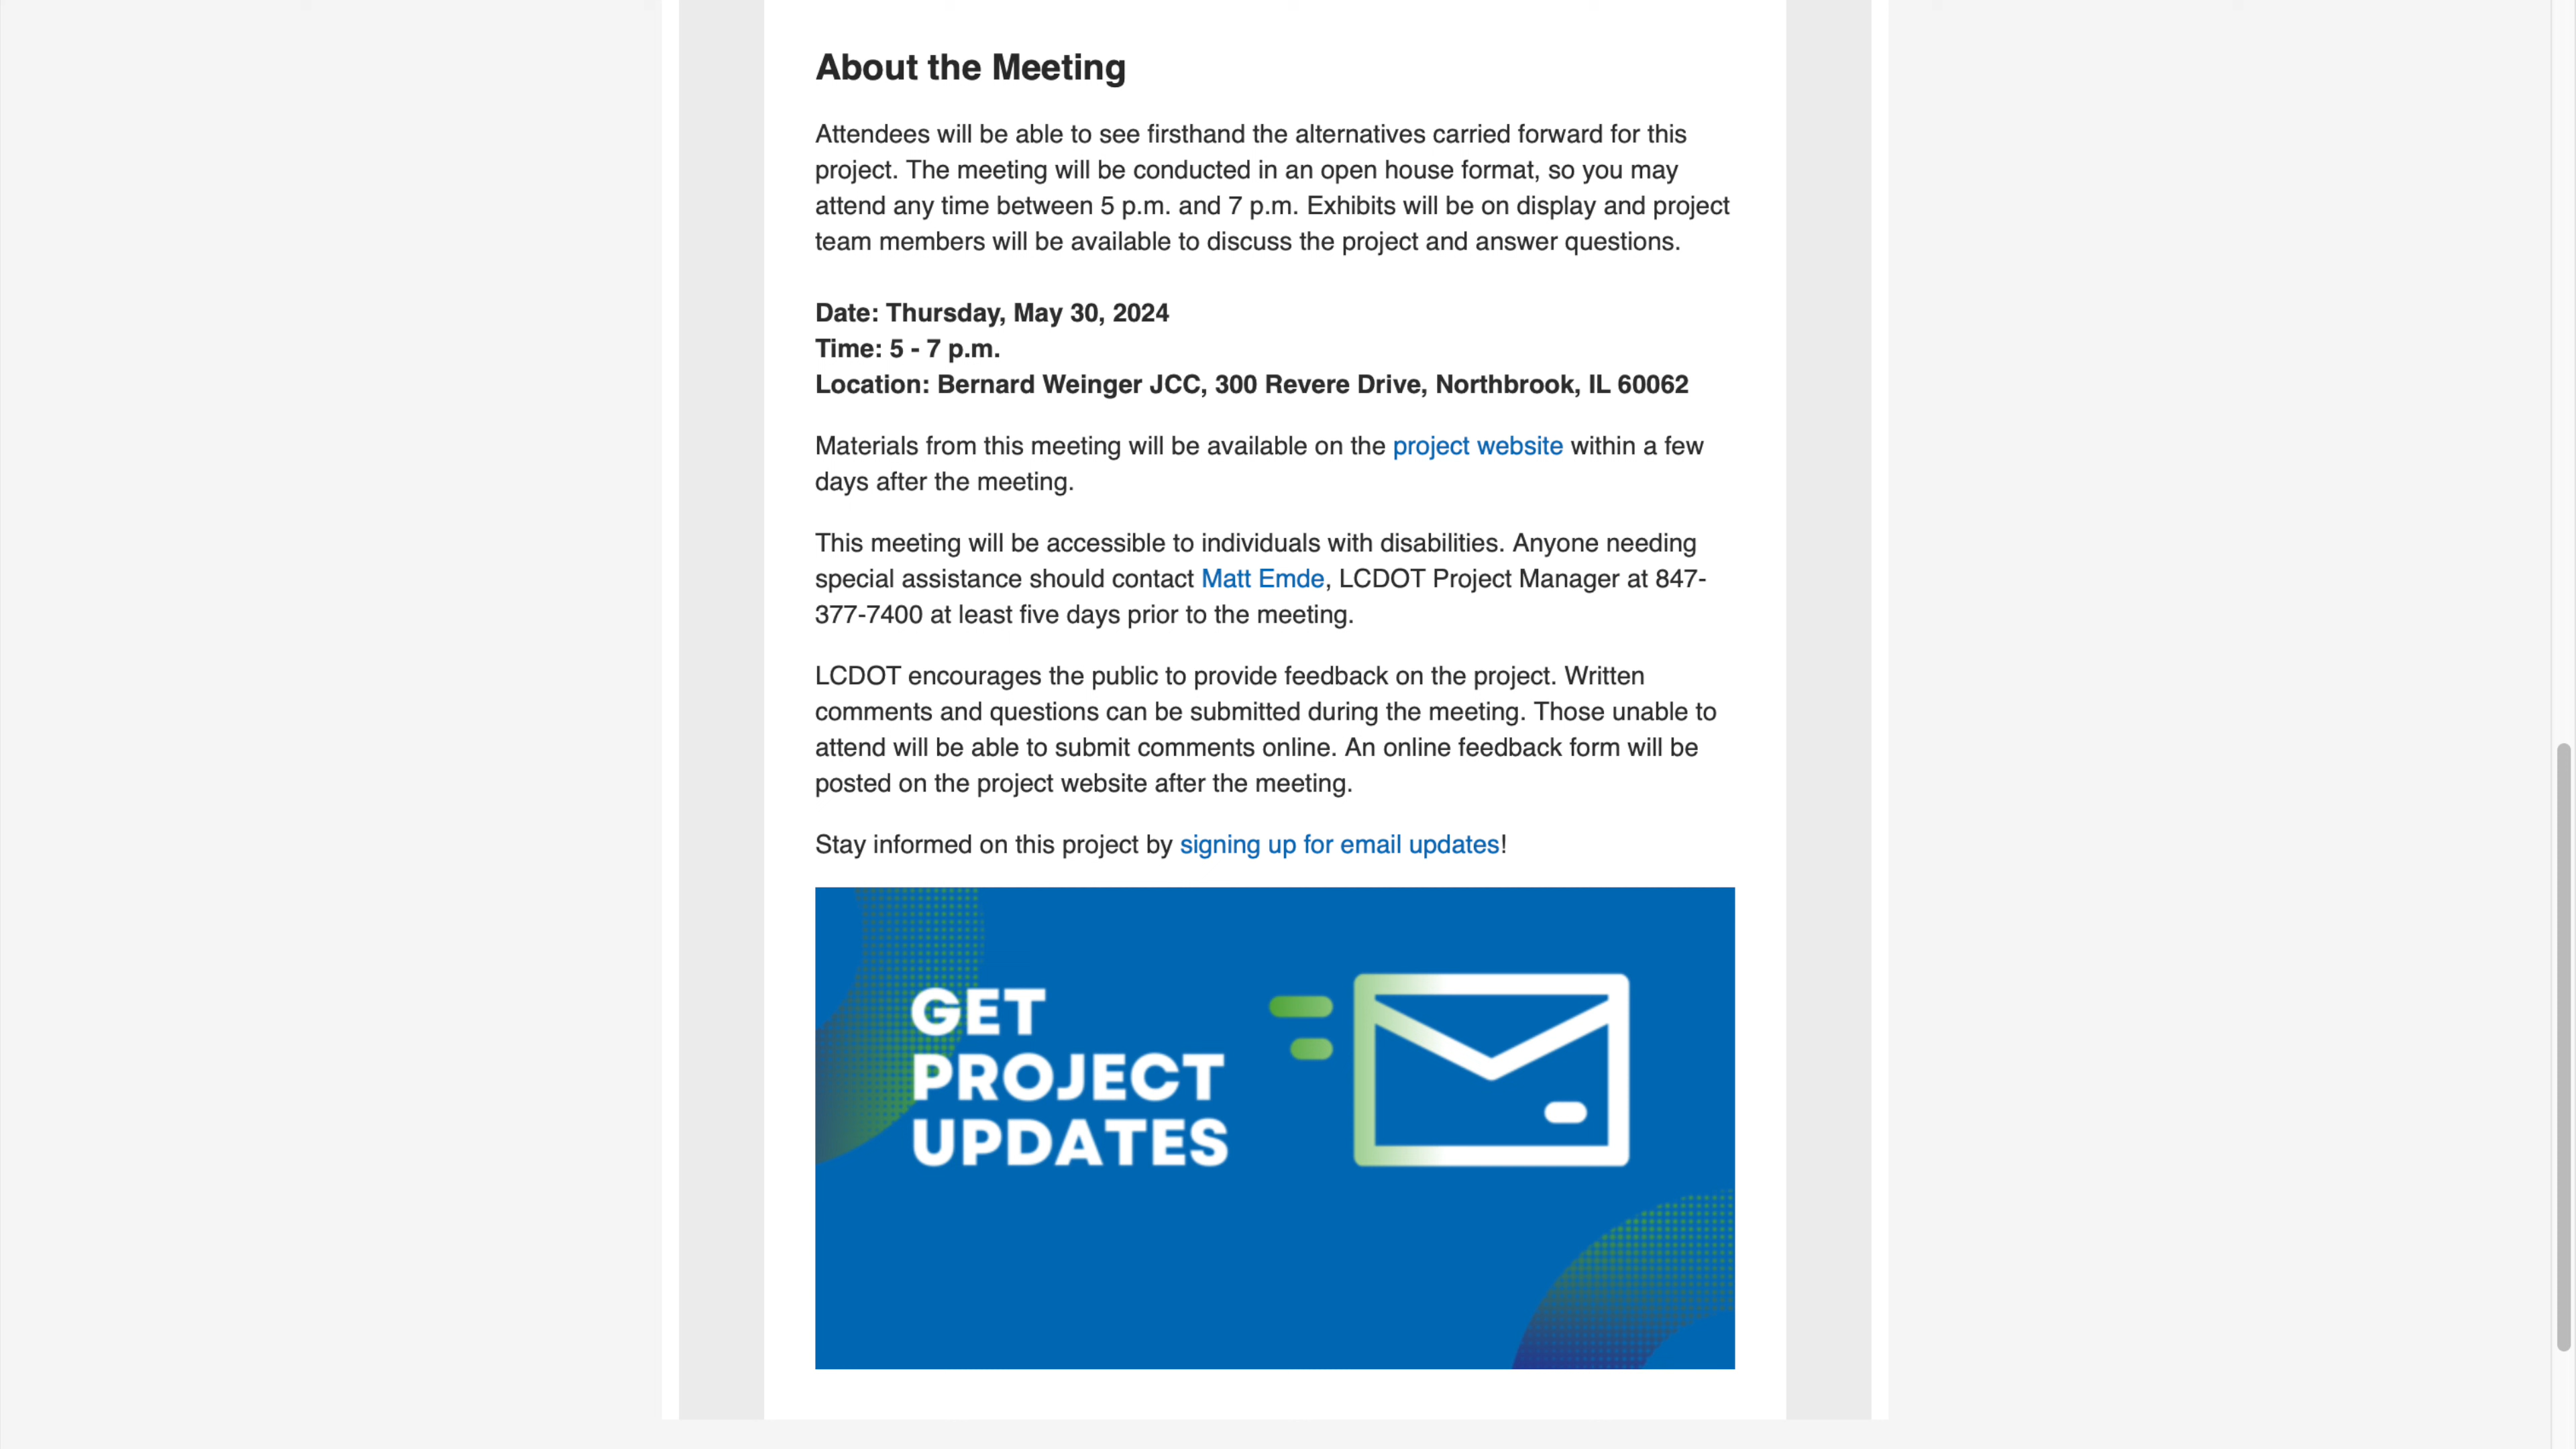 About the Meeting
Attendees will be able to see firsthand the alternatives carried forward for this
project. The meeting will be conducted in an open house format, so you may
attend any time between 5 p.m. and 7 p.m. Exhibits will be on display and project
team members will be available to discuss the project and answer questions.
Date: Thursday, May 30, 2024
Time: 5 - 7 p.m.
Location: Bernard Weinger JCC, 300 Revere Drive, Northbrook, IL 60062
Materials from this meeting will be available on the project website within a few
days after the meeting.
This meeting will be accessible to individuals with disabilities. Anyone needing
special assistance should contact Matt Emde, LCDOT Project Manager at 847-
377-7400 at least five days prior to the meeting.
LCDOT encourages the public to provide feedback on the project. Written
comments and questions can be submitted during the meeting. Those unable to
attend will be able to submit comments online. An online feedback form will be
posted on the project website after the meeting.
Stay informed on this project by signing up for email updates!
GET
PROJECT
UPDATES